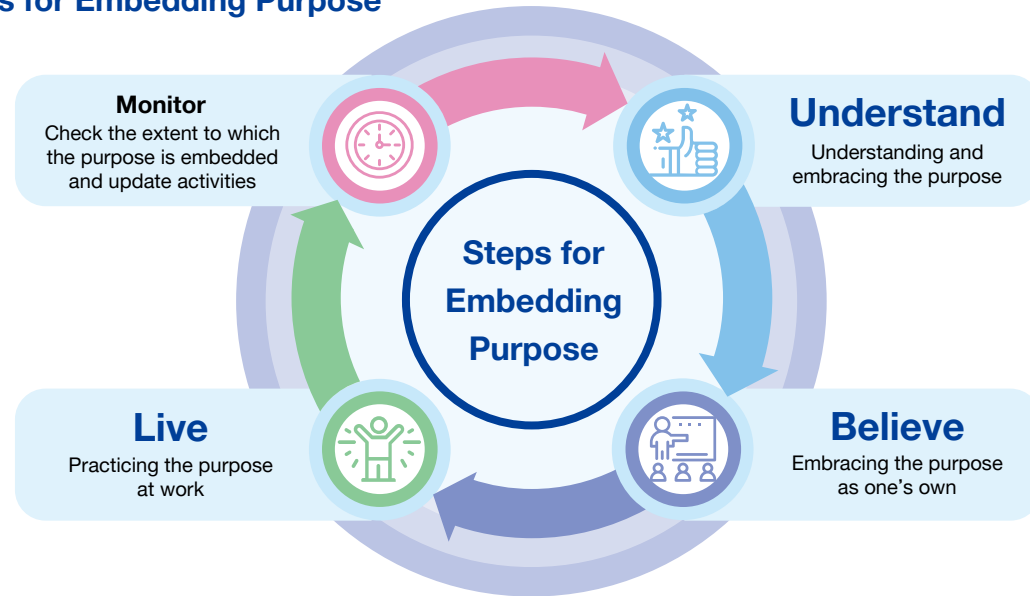 s for Embedding Purpose
Monitor
Check the extent to which
the purpose is embedded
and update activities
Understand
Understanding and
embracing the purpose
Steps for
Embedding
Purpose
Live
Practicing the purpose
at work
Believe
Embracing the purpose
as one's own